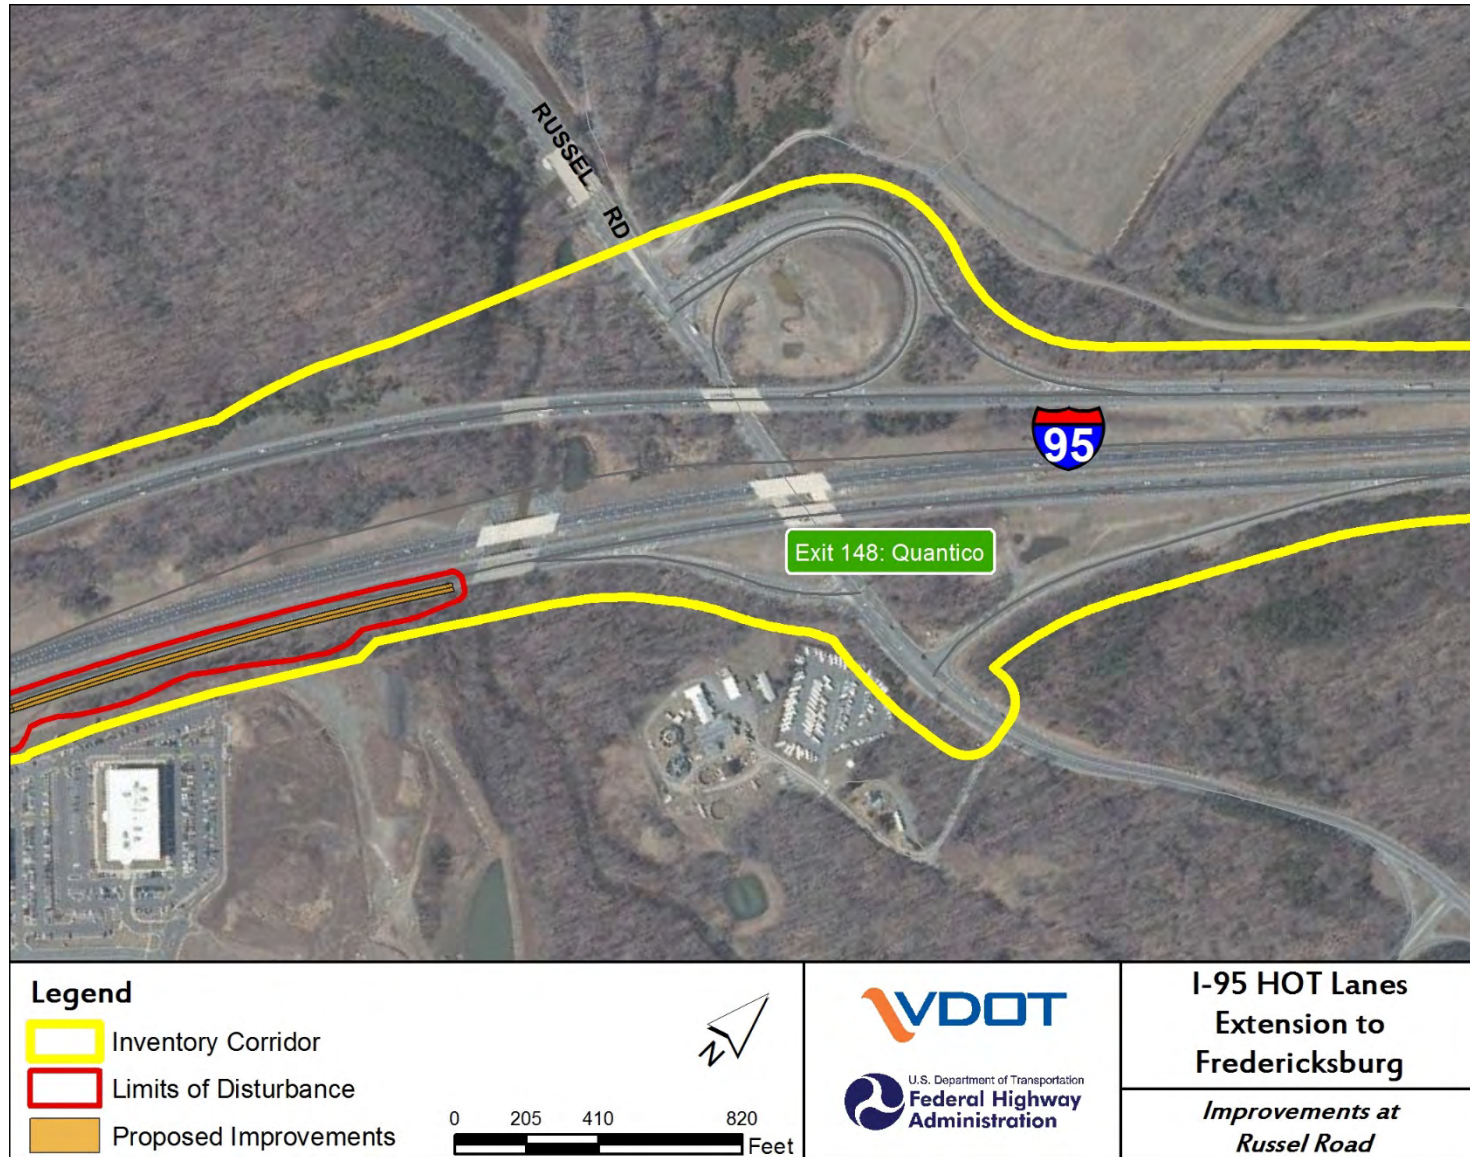 RUSSEL RD
95
Exit 148: Quantico
Legend
Inventory Corridor
Limits of Disturbance
Proposed Improvements
N
0 205 410 820
Feet
VDOT
U.S. Department of Transportation
Federal Highway
Administration
I-95 HOT Lanes
Extension to
Fredericksburg
Improvements at
Russel Road